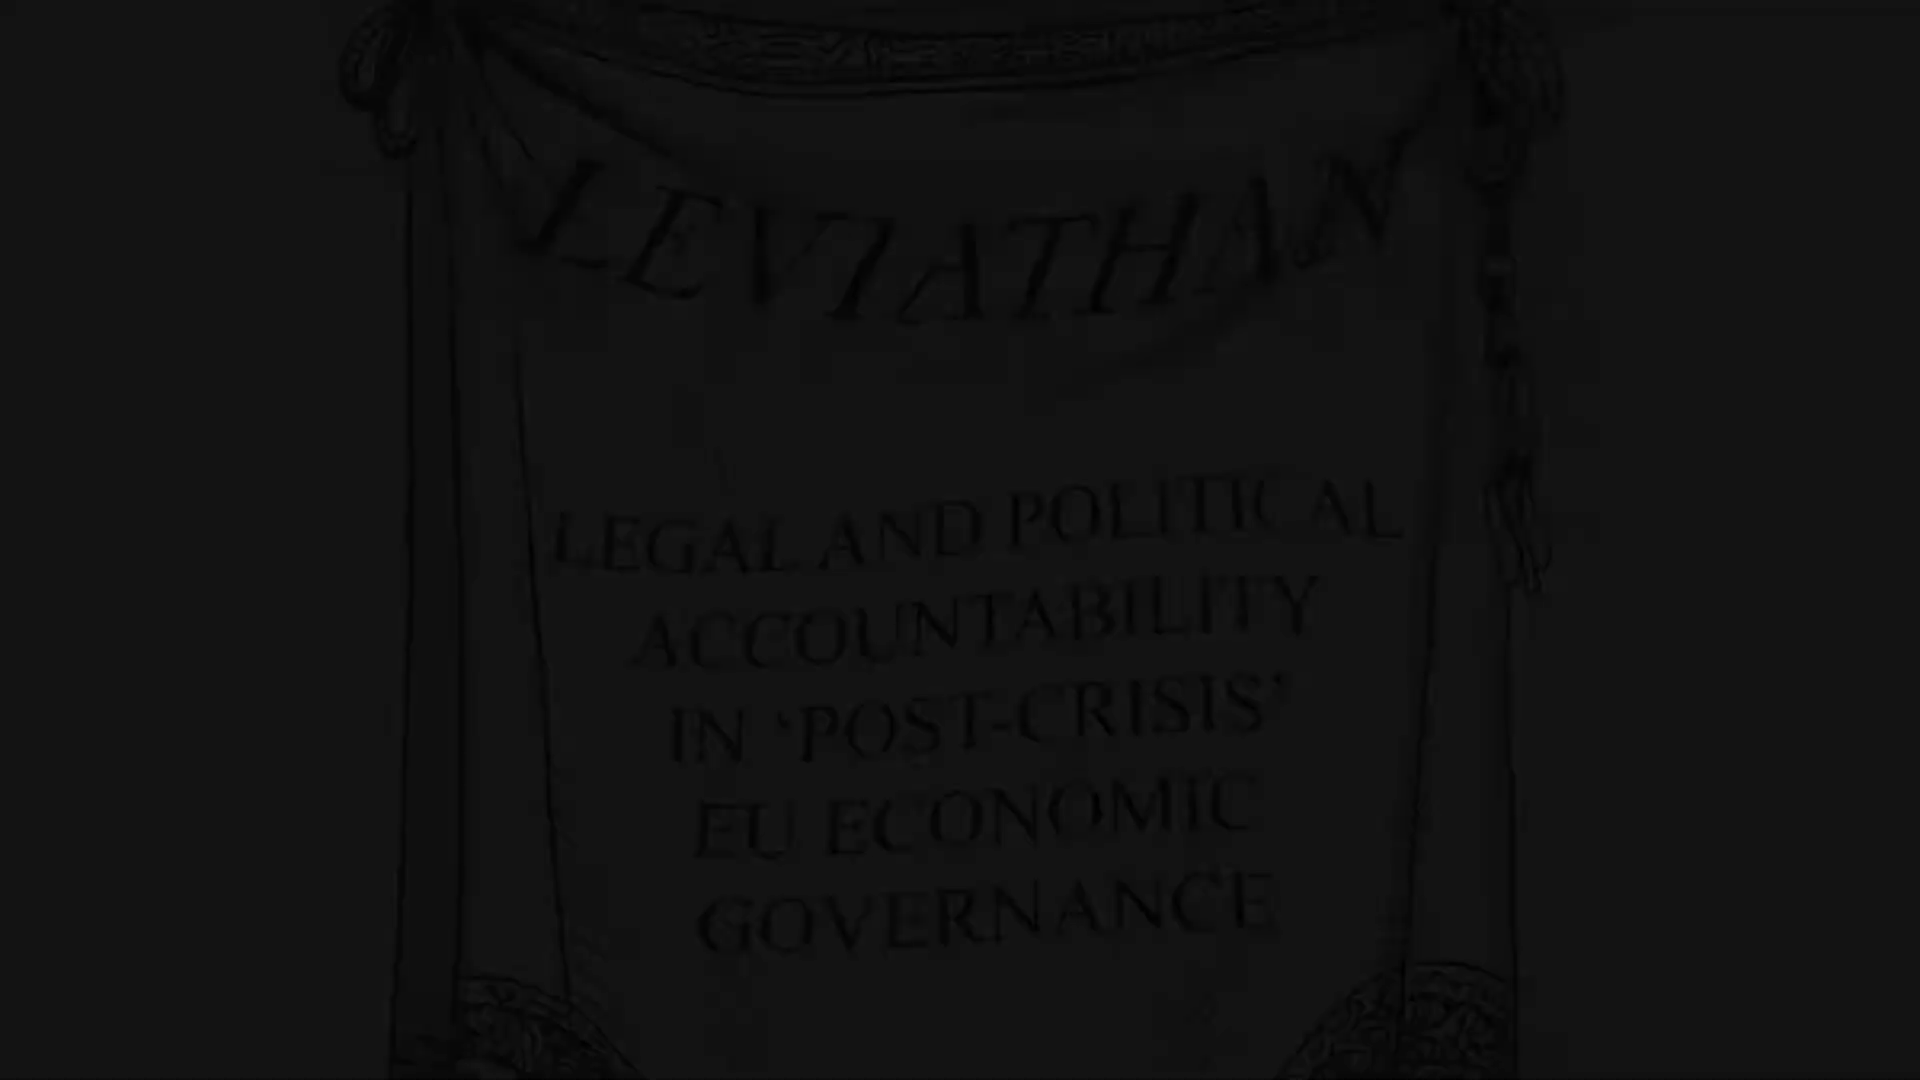 LEVIATHAN
LEGAL AND POLITICAL
ACCOUNTABILITY
IN ‘POST-CRISIS’
EU ECONOMIC
GOVERNANCE